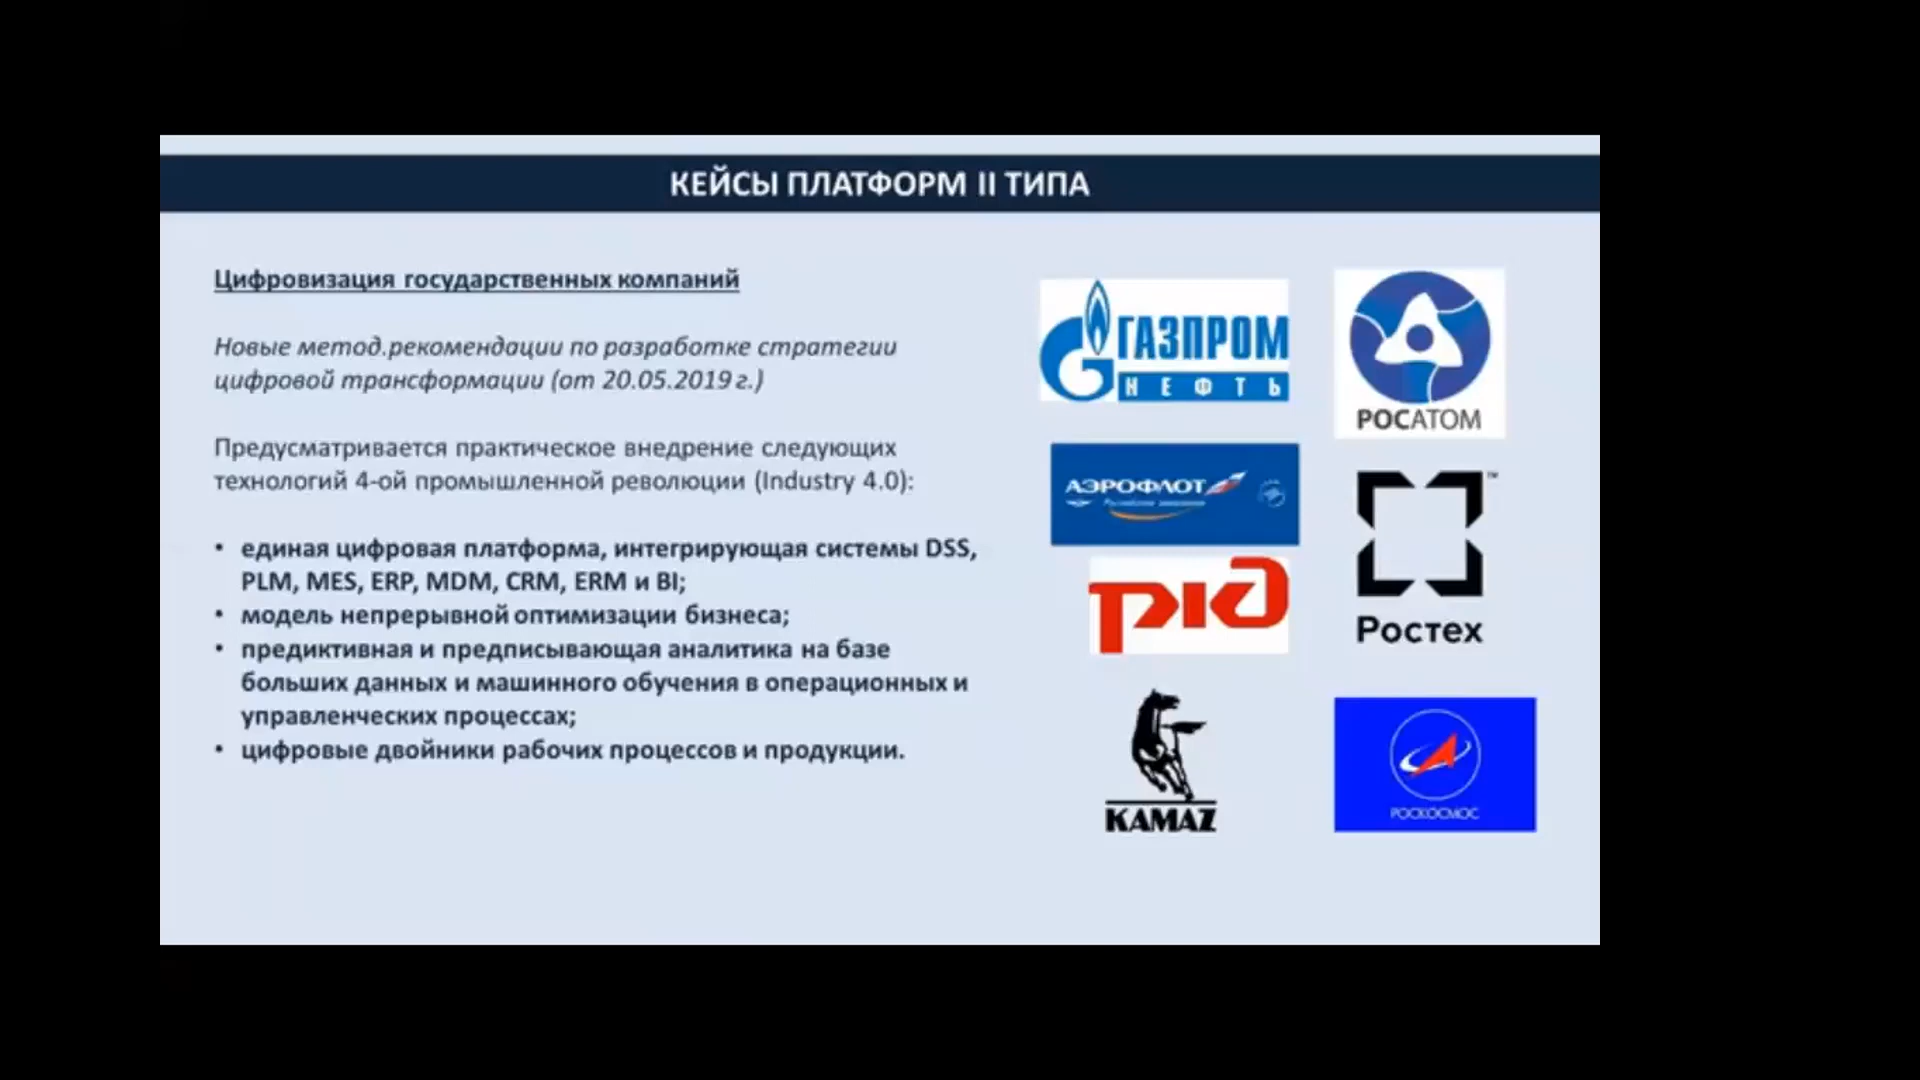 КЕЙСЫ ПЛАТФОРМ II ТИПА
Цифровизация государственных компаний
Новые метод.рекомендации по разработке стратегии
цифровой трансформации (от 20.05.2019 г.)
Предусматривается практическое внедрение следующих
технологий 4-ой промышленной революции (Industry 4.0):
• единая цифровая платформа, интегрирующая системы DSS,
PLM, MES, ERP, MDM, CRM, ERM и BI;
• модель непрерывной оптимизации бизнеса;
• предиктивная и предписывающая аналитика на базе
больших данных и машинного обучения в операционных и
управленческих процессах;
• цифровые двойники рабочих процессов и продукции.
ГАЗПРОМ
НЕФТЬ
РОСАТОМ
АЭРОФЛОТ
Российские авиалинии
ржд
TM
Ростех
KAMAZ
РОСКОСМОС